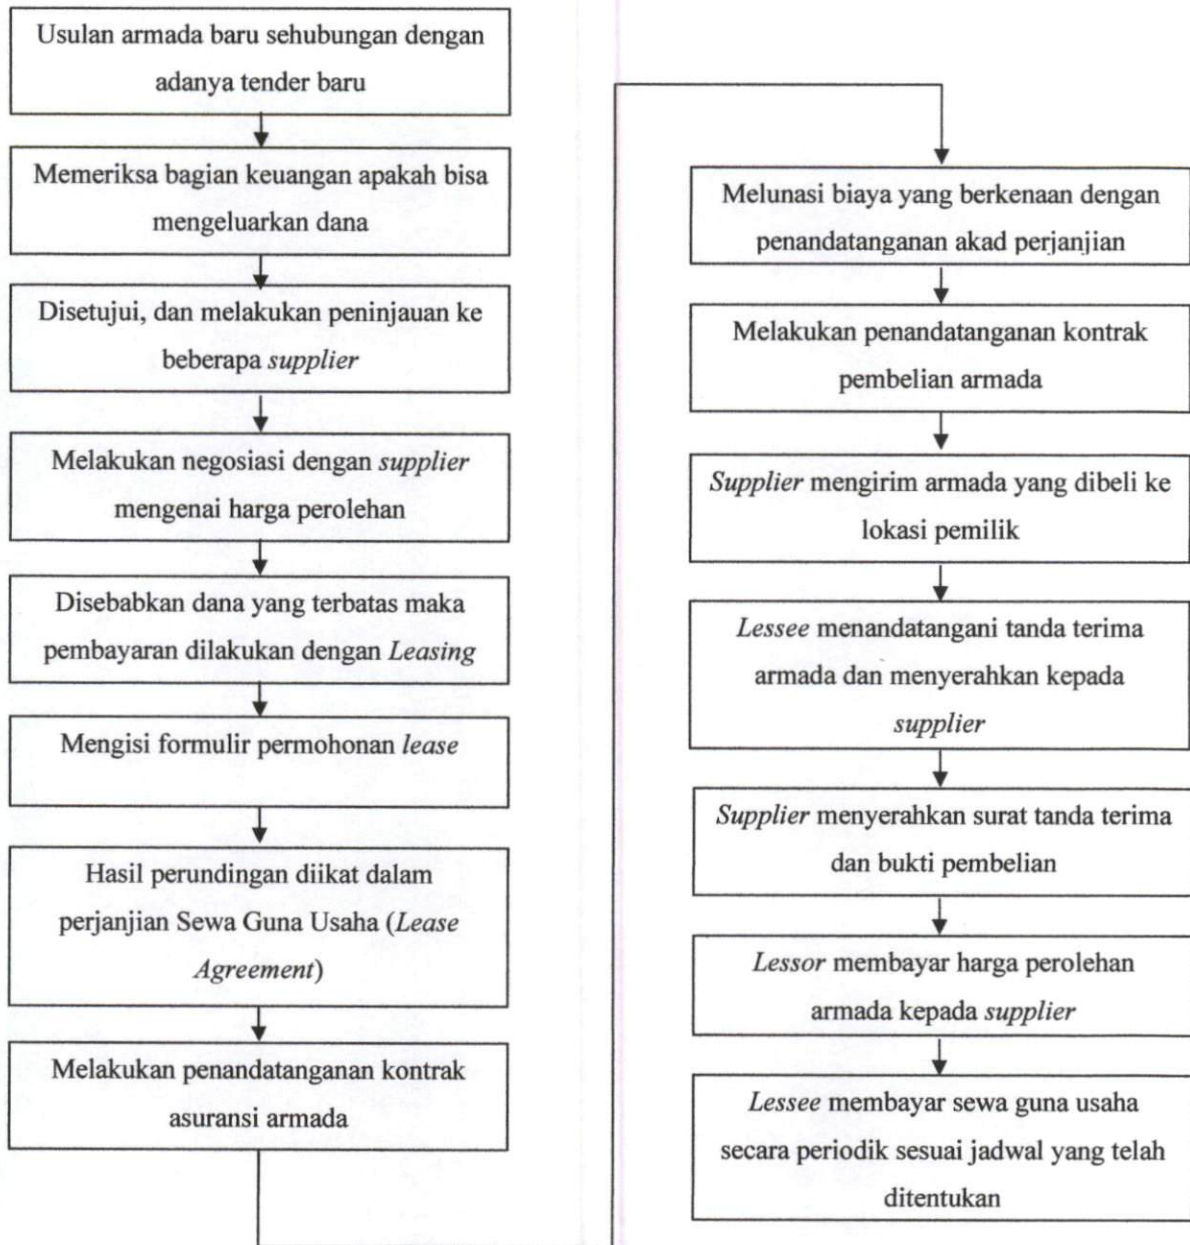 Usulan armada baru sehubungan dengan
adanya tender baru
Memeriksa bagian keuangan apakah bisa
mengeluarkan dana
Disetujui, dan melakukan peninjauan ke
beberapa supplier
Melakukan negosiasi dengan supplier
mengenai harga perolehan
Disebabkan dana yang terbatas maka
pembayaran dilakukan dengan Leasing
Mengisi formulir permohonan lease
Hasil perundingan diikat dalam
perjanjian Sewa Guna Usaha (Lease
Agreement)
Melakukan penandatanganan kontrak
asuransi armada
Melunasi biaya yang berkenaan dengan
penandatanganan akad perjanjian
Melakukan penandatanganan kontrak
pembelian armada
Supplier mengirim armada yang dibeli ke
lokasi pemilik
Lessee menandatangani tanda terima
armada dan menyerahkan kepada
supplier
Supplier menyerahkan surat tanda terima
dan bukti pembelian
Lessor membayar harga perolehan
armada kepada supplier
Lessee membayar sewa guna usaha
secara periodik sesuai jadwal yang telah
ditentukan